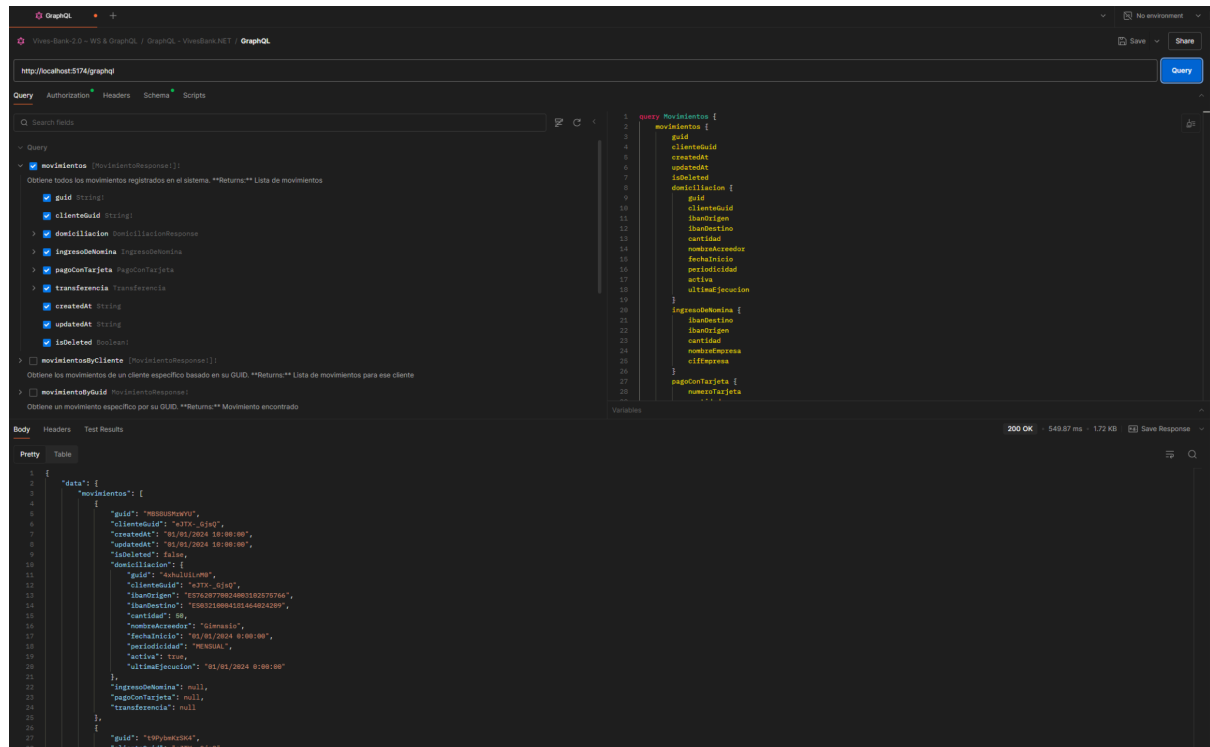 GraphQL
No environment
Vives-Bank-2.0 – WS & GraphQL / GraphQL - VivesBank.NET / GraphQL
Save
Share
http://localhost:5174/graphql
Query
Query Authorization Headers Schema Scripts
Search fields
Query
movimientos [MovimientoResponse!]!
Obtiene todos los movimientos registrados en el sistema. **Returns:** Lista de movimientos
guid String!
clienteGuid String!
domiciliacion DomiciliacionResponse
ingresoDeNomina IngresoDeNomina
pagoConTarjeta PagoConTarjeta
transferencia Transferencia
createdAt String
updatedAt String
isDeleted Boolean!
movimientosByCliente [MovimientoResponse!]!
Obtiene los movimientos de un cliente específico basado en su GUID. **Returns:** Lista de movimientos para ese cliente
movimientoByGuid MovimientoResponse!
Obtiene un movimiento específico por su GUID. **Returns:** Movimiento encontrado
1 query Movimientos {
2 movimientos {
3 guid
4 clienteGuid
5 createdAt
6 updatedAt
7 isDeleted
8 domiciliacion {
9 guid
10 clienteGuid
11 ibanOrigen
12 ibanDestino
13 cantidad
14 nombreAcreedor
15 fechaInicio
16 periodicidad
17 activa
18 ultimaEjecucion
19 }
20 ingresoDeNomina {
21 ibanDestino
22 ibanOrigen
23 cantidad
24 nombreEmpresa
25 cifEmpresa
26 }
27 pagoConTarjeta {
28 numeroTarjeta
Variables
Body Headers Test Results
200 OK · 549.87 ms · 1.72 KB Save Response
Pretty Table
1 {
2 "data": {
3 "movimientos": [
4 {
5 "guid": "MBS8USMrWYU",
6 "clienteGuid": "eJTX-_GjsQ",
7 "createdAt": "01/01/2024 10:00:00",
8 "updatedAt": "01/01/2024 10:00:00",
9 "isDeleted": false,
10 "domiciliacion": {
11 "guid": "4xhulUiLnM8",
12 "clienteGuid": "eJTX-_GjsQ",
13 "ibanOrigen": "ES7620770024003102575766",
14 "ibanDestino": "ES0321000418164024209",
15 "cantidad": 50,
16 "nombreAcreedor": "Gimnasio",
17 "fechaInicio": "01/01/2024 0:00:00",
18 "periodicidad": "MENSUAL",
19 "activa": true,
20 "ultimaEjecucion": "01/01/2024 0:00:00"
21 },
22 "ingresoDeNomina": null,
23 "pagoConTarjeta": null,
24 "transferencia": null
25 },
26 {
27 "guid": "t9PybmKzSK4",